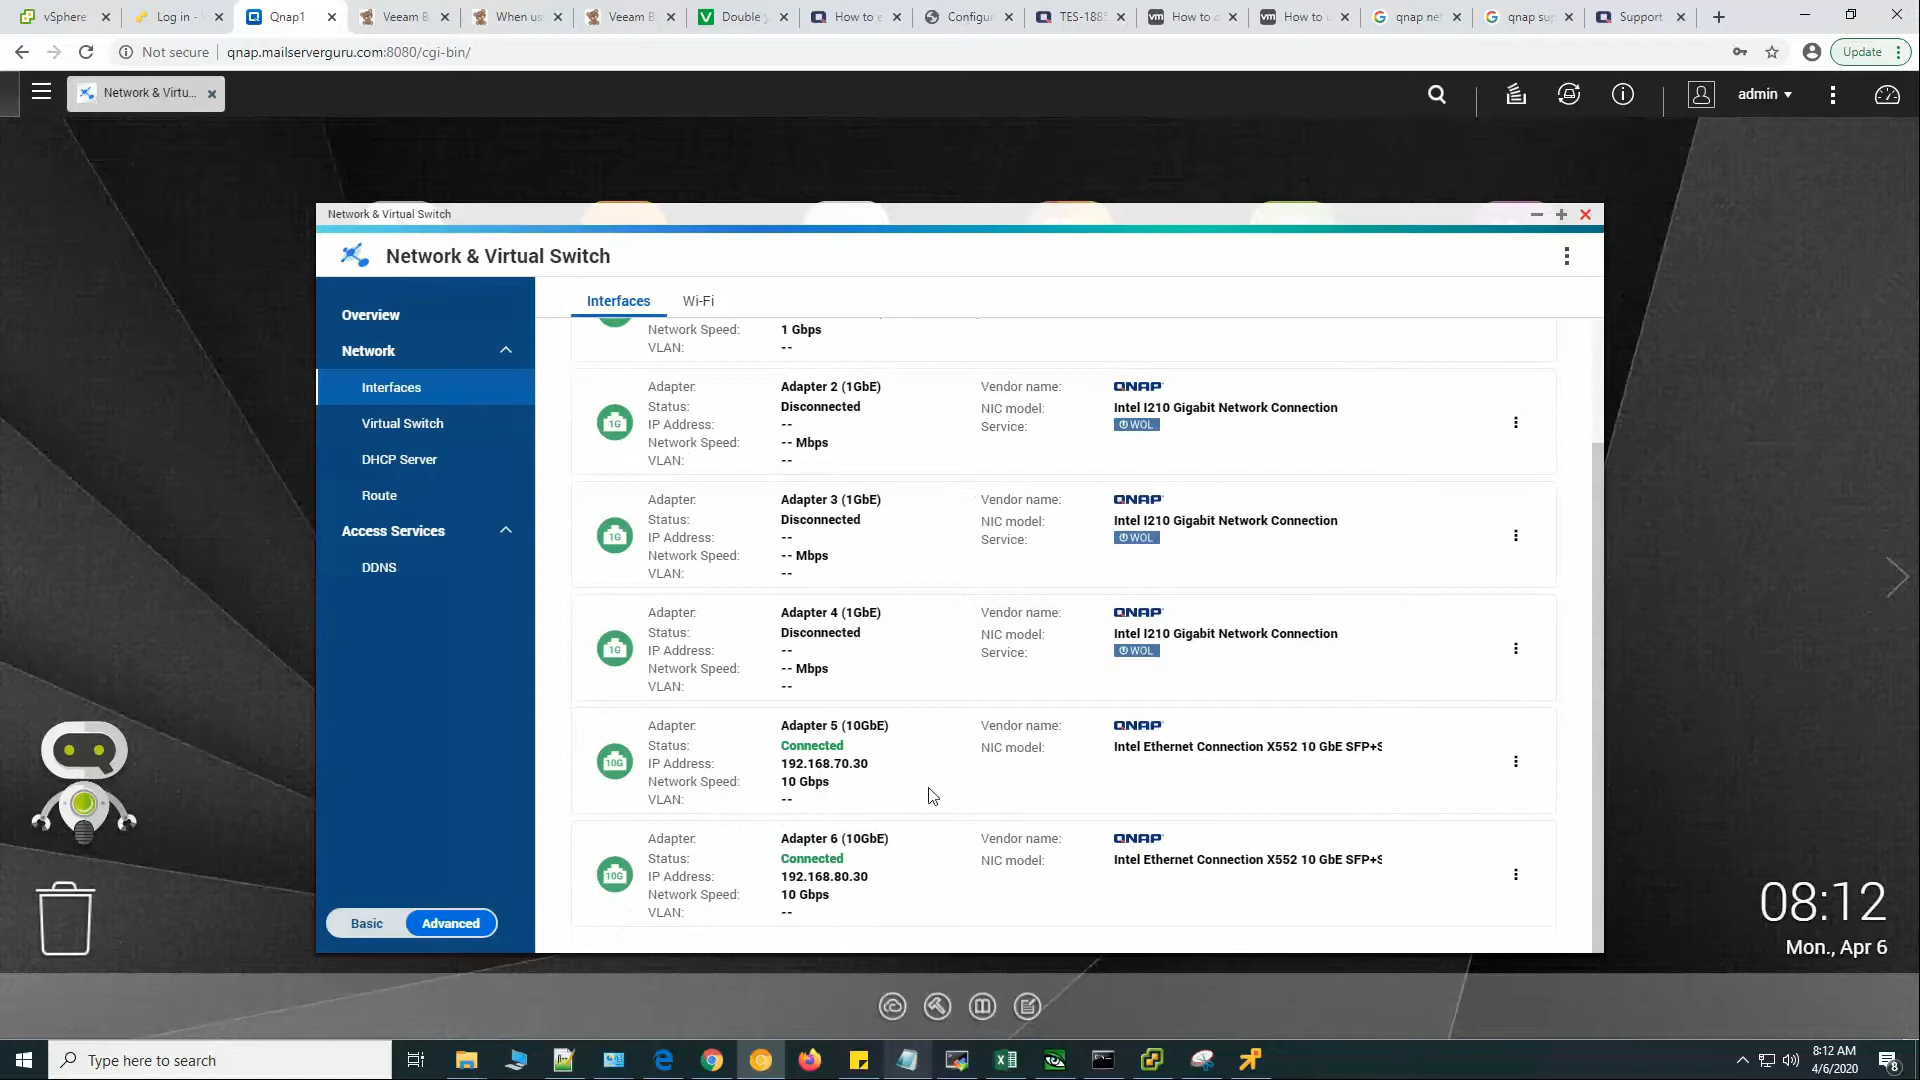 vSphere
Log in -
Qnap1
Veeam B
When us
Veeam B
Double
How to e
Configur
TES-188
How to
How to u
qnap ne
qnap su
Support
Not secure
qnap.mailserverguru.com:8080/cgi-bin/
Update
Network & Virtu...
admin
Network & Virtual Switch
Network & Virtual Switch
Overview
Network
Interfaces
Virtual Switch
DHCP Server
Route
Access Services
DDNS
Basic
Advanced
Interfaces
Wi-Fi
Network Speed: 1 Gbps
VLAN: --
Adapter: Adapter 2 (1GbE) Vendor name: QNAP
Status: Disconnected NIC model: Intel I210 Gigabit Network Connection
IP Address: -- Service: WOL
Network Speed: -- Mbps
VLAN: --
1G
Adapter: Adapter 3 (1GbE) Vendor name: QNAP
Status: Disconnected NIC model: Intel I210 Gigabit Network Connection
IP Address: -- Service: WOL
Network Speed: -- Mbps
VLAN: --
1G
Adapter: Adapter 4 (1GbE) Vendor name: QNAP
Status: Disconnected NIC model: Intel I210 Gigabit Network Connection
IP Address: -- Service: WOL
Network Speed: -- Mbps
VLAN: --
1G
Adapter: Adapter 5 (10GbE) Vendor name: QNAP
Status: Connected NIC model: Intel Ethernet Connection X552 10 GbE SFP+S
IP Address: 192.168.70.30
Network Speed: 10 Gbps
VLAN: --
10G
Adapter: Adapter 6 (10GbE) Vendor name: QNAP
Status: Connected NIC model: Intel Ethernet Connection X552 10 GbE SFP+S
IP Address: 192.168.80.30
Network Speed: 10 Gbps
VLAN: --
10G
08:12
Mon., Apr 6
Type here to search
8:12 AM
4/6/2020
8